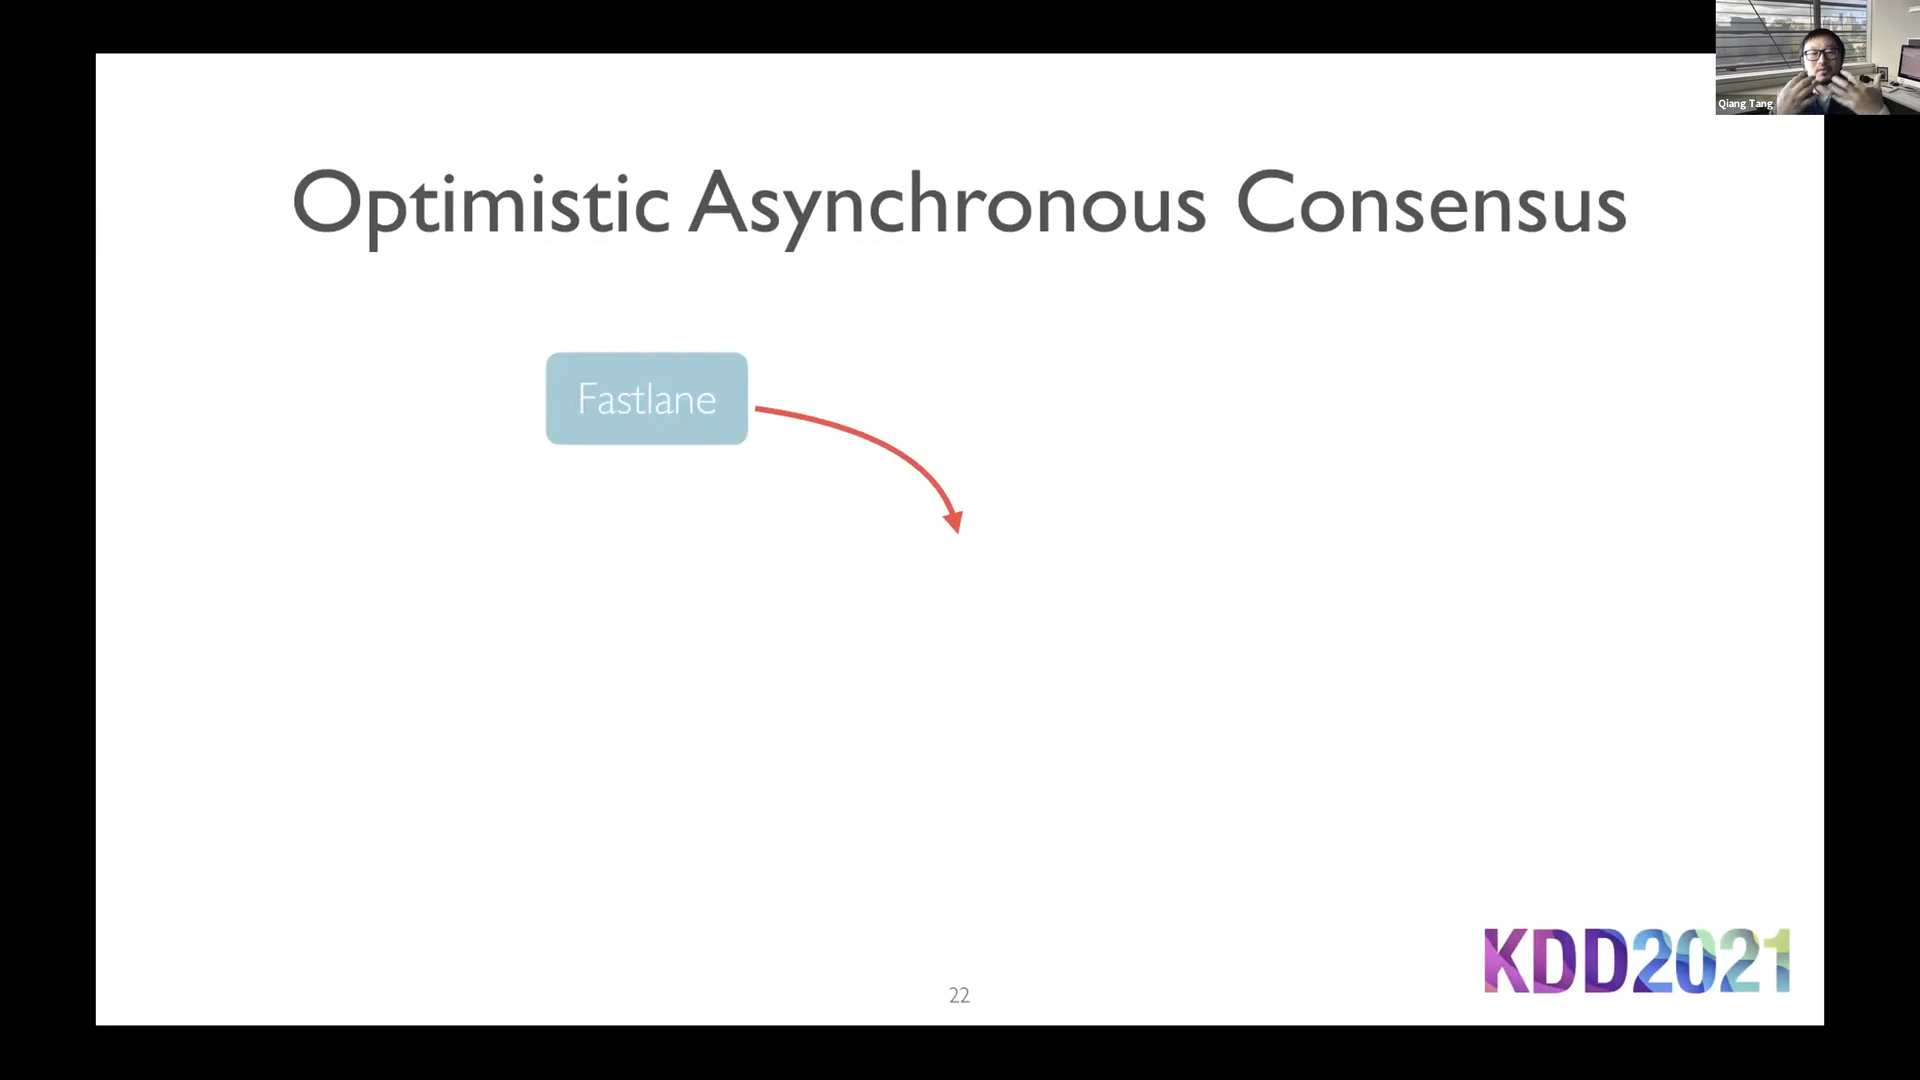 Qiang Tang
Optimistic Asynchronous Consensus
Fastlane
22
KDD2021